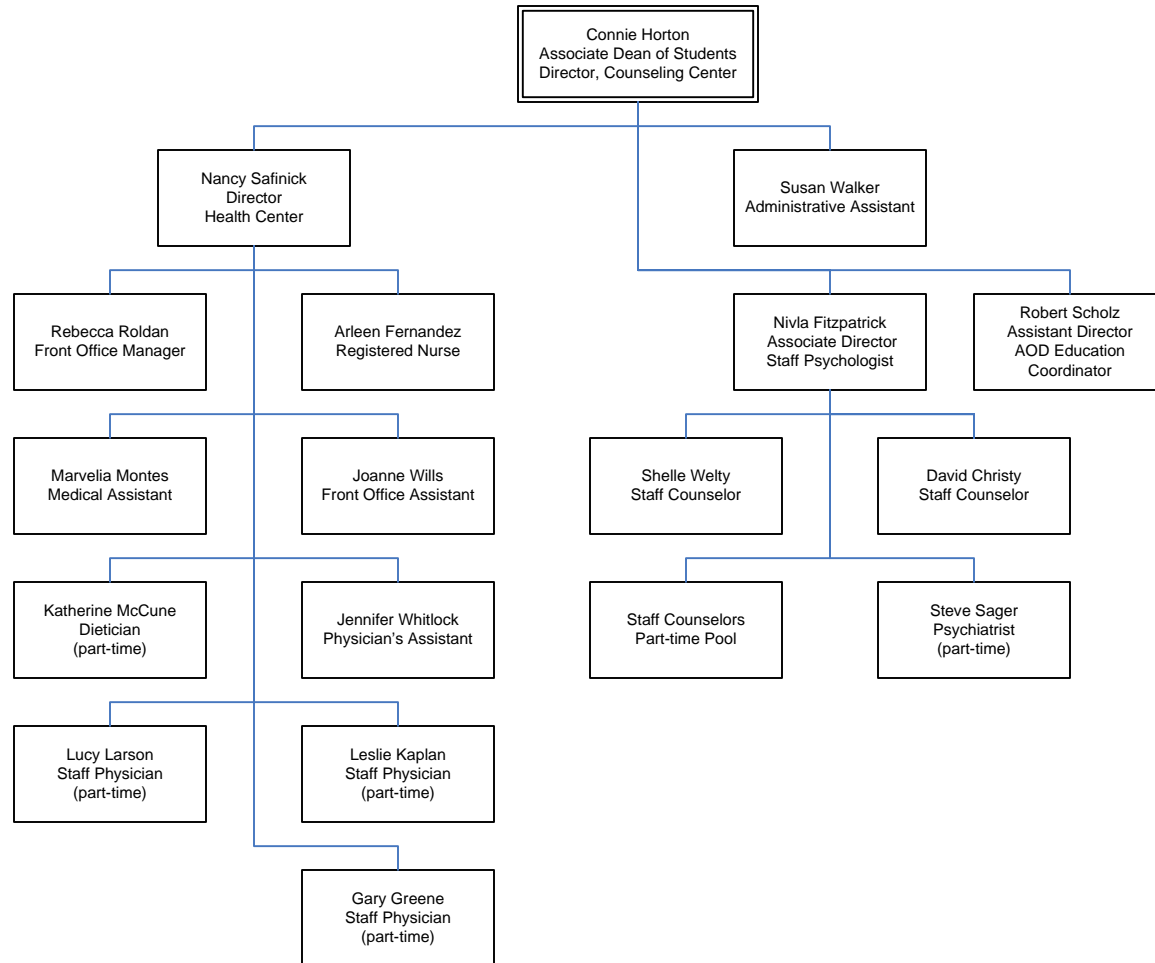 Connie Horton
Associate Dean of Students
Director, Counseling Center
Nancy Safinick
Director
Health Center
Susan Walker
Administrative Assistant
Rebecca Roldan
Front Office Manager
Arleen Fernandez
Registered Nurse
Nivla Fitzpatrick
Associate Director
Staff Psychologist
Robert Scholz
Assistant Director
AOD Education
Coordinator
Marvelia Montes
Medical Assistant
Joanne Wills
Front Office Assistant
Shelle Welty
Staff Counselor
David Christy
Staff Counselor
Katherine McCune
Dietician
(part-time)
Jennifer Whitlock
Physician's Assistant
Staff Counselors
Part-time Pool
Steve Sager
Psychiatrist
(part-time)
Lucy Larson
Staff Physician
(part-time)
Leslie Kaplan
Staff Physician
(part-time)
Gary Greene
Staff Physician
(part-time)